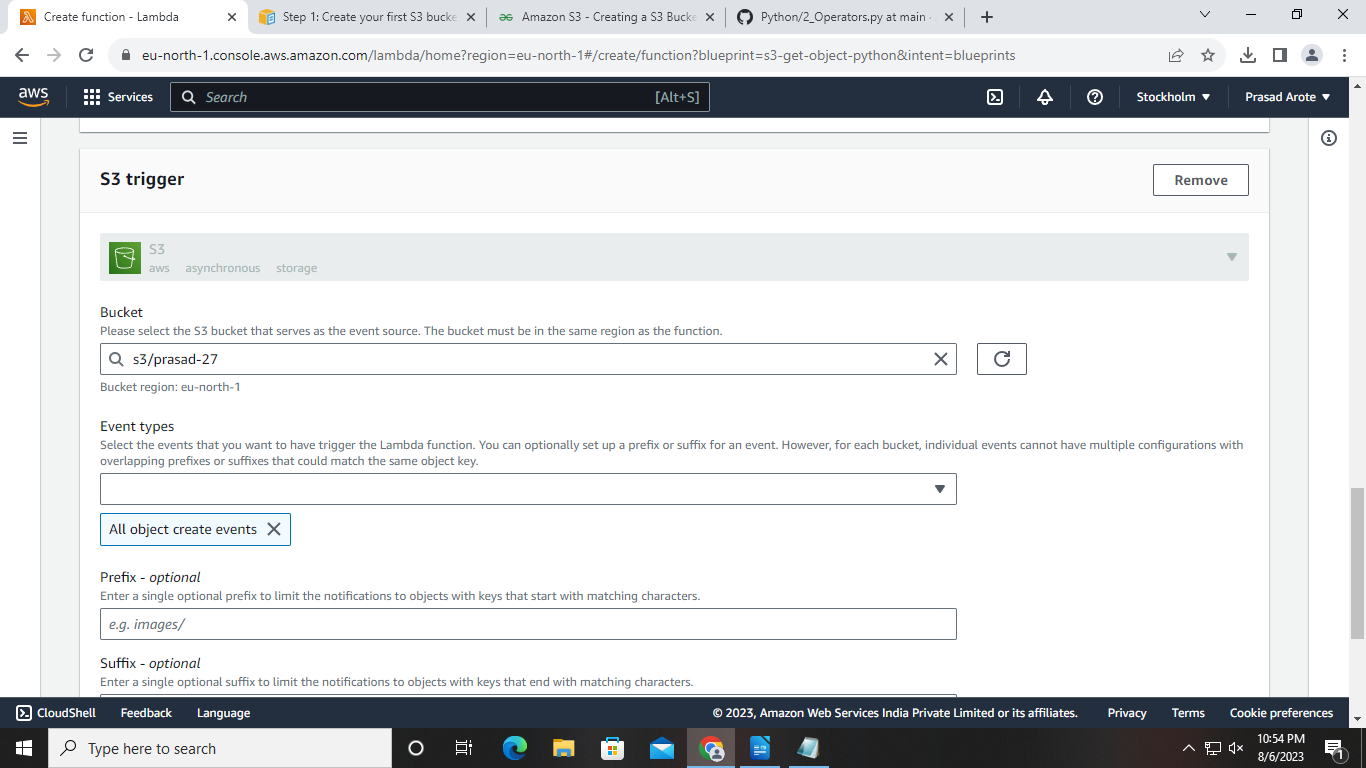 Create function - Lambda
Step 1: Create your first S3 bucke
Amazon S3 - Creating a S3 Bucke
Python/2_Operators.py at main ·
eu-north-1.console.aws.amazon.com/lambda/home?region=eu-north-1#/create/function?blueprint=s3-get-object-python&intent=blueprints
aws
Services
Search
[Alt+S]
Stockholm
Prasad Arote
S3 trigger
Remove
S3
aws asynchronous storage
Bucket
Please select the S3 bucket that serves as the event source. The bucket must be in the same region as the function.
s3/prasad-27
Bucket region: eu-north-1
Event types
Select the events that you want to have trigger the Lambda function. You can optionally set up a prefix or suffix for an event. However, for each bucket, individual events cannot have multiple configurations with
overlapping prefixes or suffixes that could match the same object key.
All object create events
Prefix - optional
Enter a single optional prefix to limit the notifications to objects with keys that start with matching characters.
e.g. images/
Suffix - optional
Enter a single optional suffix to limit the notifications to objects with keys that end with matching characters.
CloudShell
Feedback
Language
© 2023, Amazon Web Services India Private Limited or its affiliates.
Privacy
Terms
Cookie preferences
Type here to search
10:54 PM
8/6/2023
1